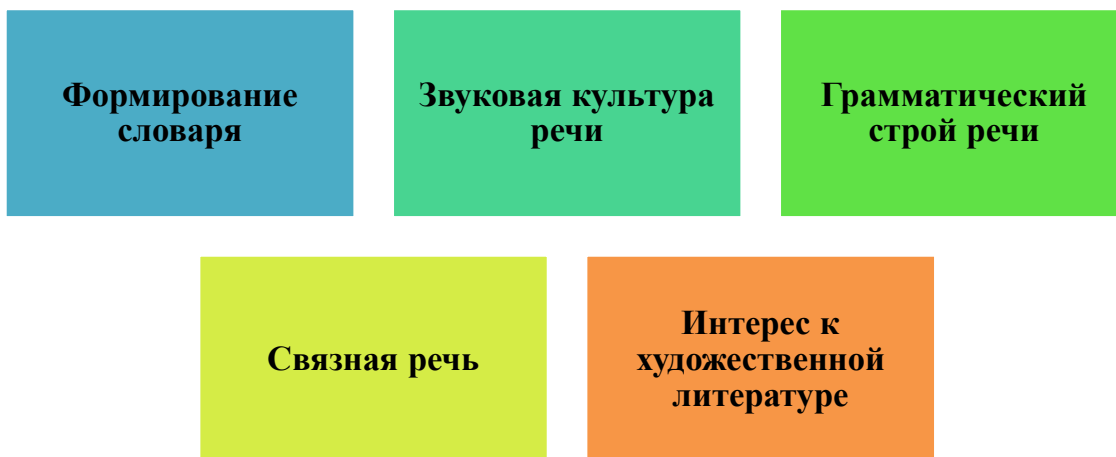 Формирование
словаря
Звуковая культура
речи
Грамматический
строй речи
Связная речь
Интерес к
художественной
литературе